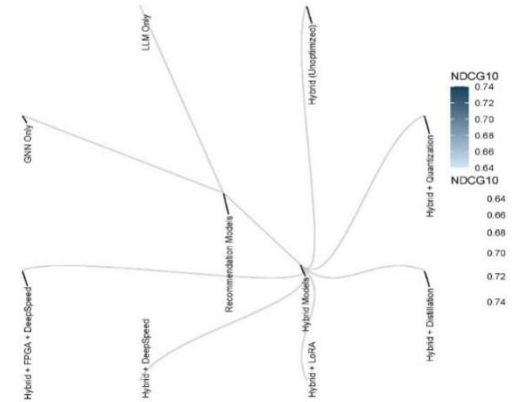 LLM Only
Hybrid (Unoptimized)
GNN Only
Hybrid + Quantization
Recommendation Models
Hybrid Models
Hybrid + FPGA + DeepSpeed
Hybrid + DeepSpeed
Hybrid + LoRA
Hybrid + Distillation
NDCG10
0.74
0.72
0.70
0.68
0.66
0.64
NDCG10
0.64
0.66
0.68
0.70
0.72
0.74